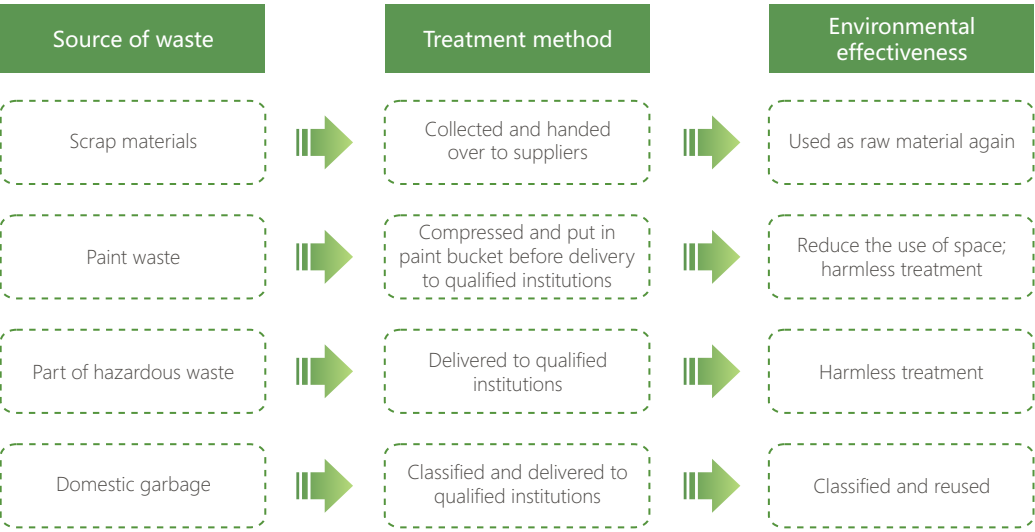 Source of waste
Treatment method
Environmental
effectiveness
Scrap materials
Collected and handed
over to suppliers
Used as raw material again
Paint waste
Compressed and put in
paint bucket before delivery
to qualified institutions
Reduce the use of space;
harmless treatment
Part of hazardous waste
Delivered to qualified
institutions
Harmless treatment
Domestic garbage
Classified and delivered to
qualified institutions
Classified and reused